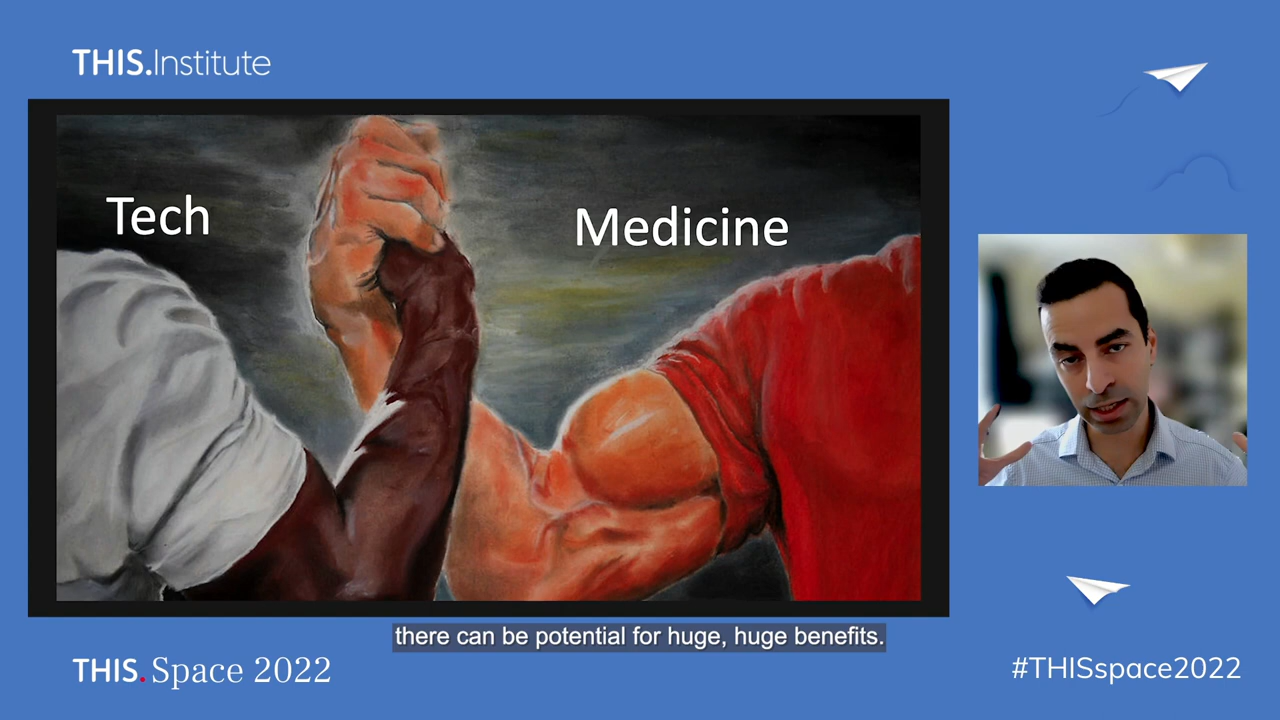 THIS.Institute
Tech
Medicine
there can be potential for huge, huge benefits.
THIS. Space 2022
#THISspace2022